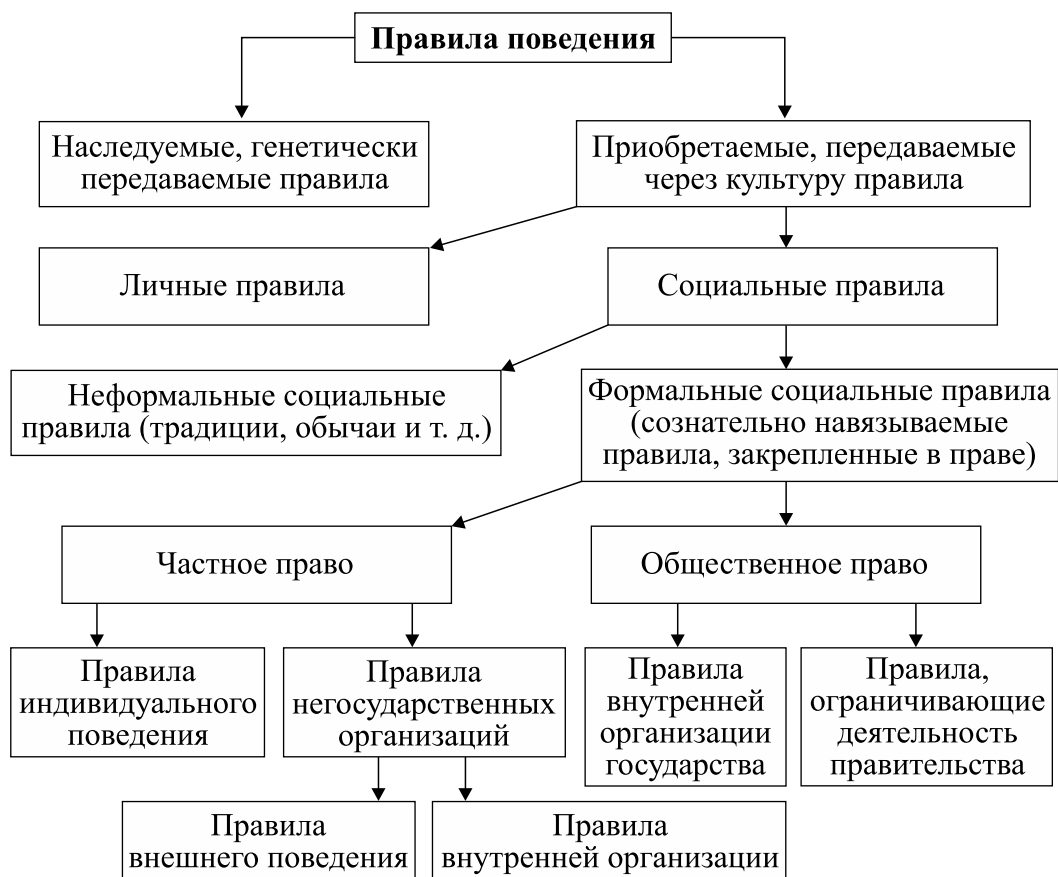 Правила поведения
Наследуемые, генетически
передаваемые правила
Приобретаемые, передаваемые
через культуру правила
Личные правила
Социальные правила
Неформальные социальные
правила (традиции, обычаи и т. д.)
Формальные социальные правила
(сознательно навязываемые
правила, закрепленные в праве)
Частное право
Общественное право
Правила
индивидуального
поведения
Правила
негосударственных
организаций
Правила
внутренней
организации
государства
Правила,
ограничивающие
деятельность
правительства
Правила
внешнего поведения
Правила
внутренней организации